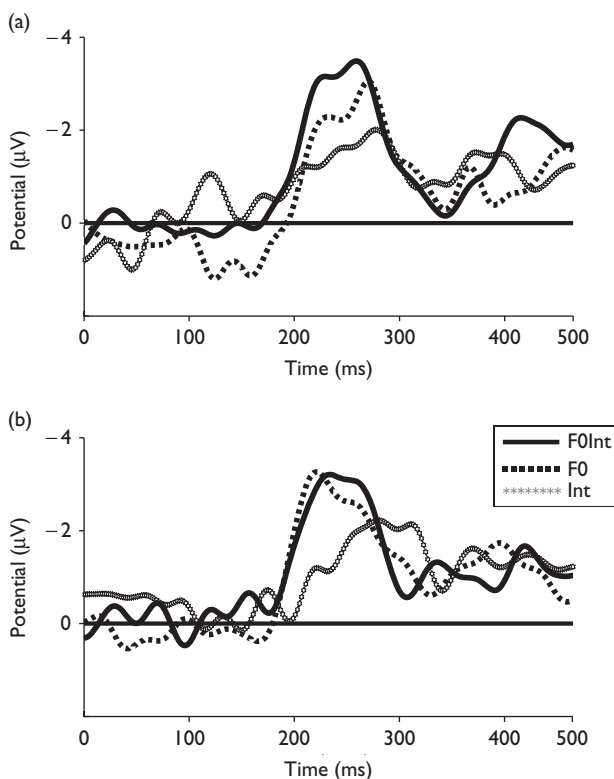 (a)
−4
−2
0
Potential (μV)
0 100 200 300 400 500
Time (ms)
(b)
−4
F0Int
F0
Int
−2
0
Potential (μV)
0 100 200 300 400 500
Time (ms)